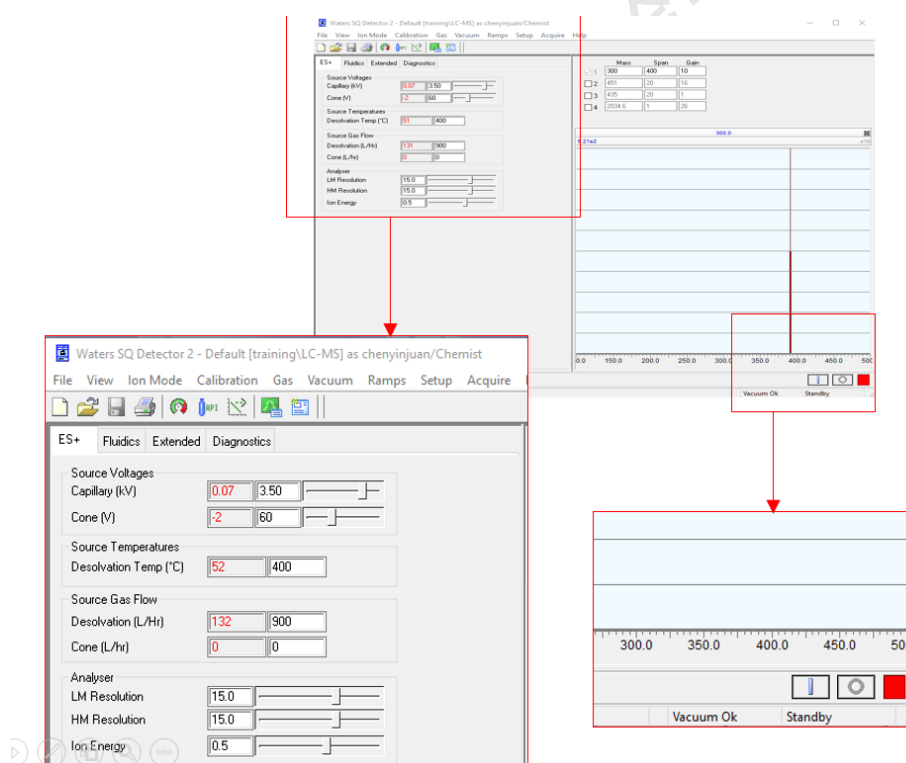 Waters SQ Detector 2 - Default [training\LC-MS] as chenyinjuan/Chemist
File View Ion Mode Calibration Gas Vacuum Ramps Setup Acquire Help
ES+ Fluidics Extended Diagnostics
Source Voltages
Capillary (kV) 0.07 3.50
Cone (V) -2 60
Source Temperatures
Desolvation Temp (°C) 51 400
Source Gas Flow
Desolvation (L/Hr) 131 900
Cone (L/hr) 0 0
Analyser
LM Resolution 15.0
HM Resolution 15.0
Ion Energy 0.5
Mass Span Gain
1 300 400 10
2 451 20 16
3 435 20 1
4 2034.6 1 26
300.0
21e2 x10
150.0 200.0 250.0 300.0 350.0 400.0 450.0
Vacuum Ok Standby
Waters SQ Detector 2 - Default [training\LC-MS] as chenyinjuan/Chemist
File View Ion Mode Calibration Gas Vacuum Ramps Setup Acquire
API
ES+ Fluidics Extended Diagnostics
Source Voltages
Capillary (kV) 0.07 3.50
Cone (V) -2 60
Source Temperatures
Desolvation Temp (°C) 52 400
Source Gas Flow
Desolvation (L/Hr) 132 900
Cone (L/hr) 0 0
Analyser
LM Resolution 15.0
HM Resolution 15.0
Ion Energy 0.5
300.0 350.0 400.0 450.0 50
Vacuum Ok Standby